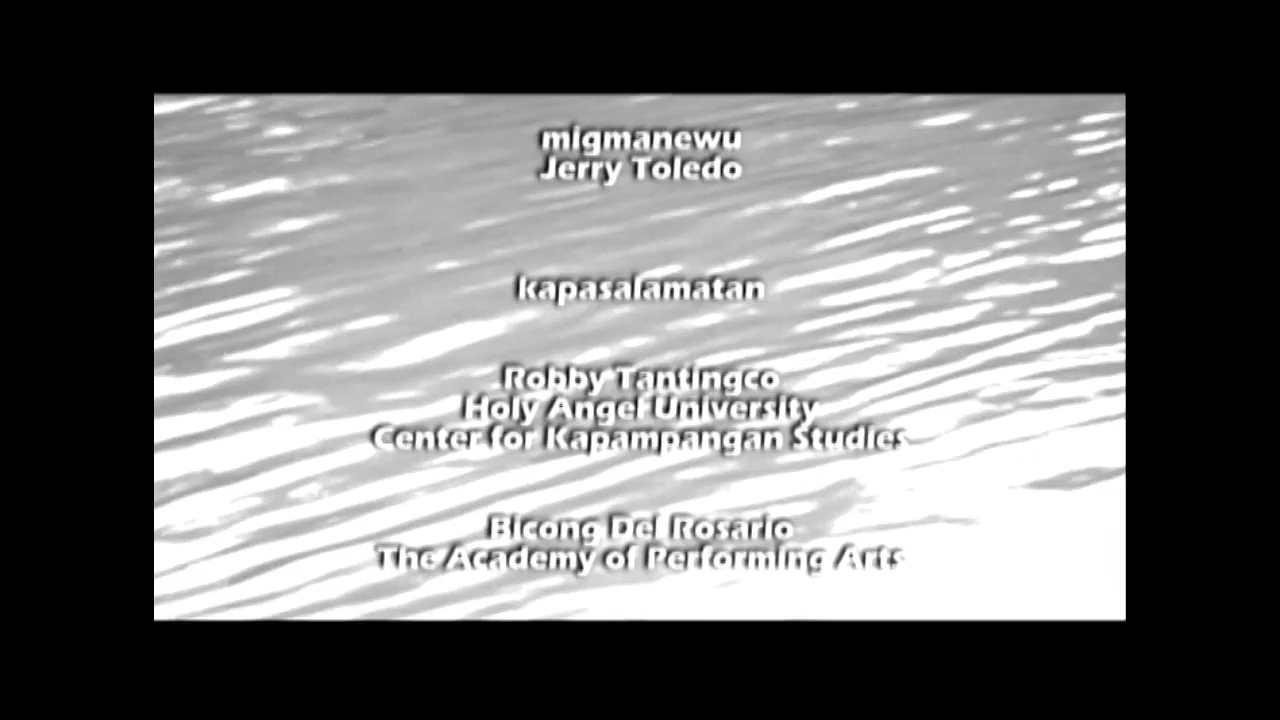 migmanewu
Jerry Toledo
kapasalamatan
Robby Tantingco
Holy Angel University
Center for Kapampangan Studies
Bicong Del Rosario
The Academy of Performing Arts